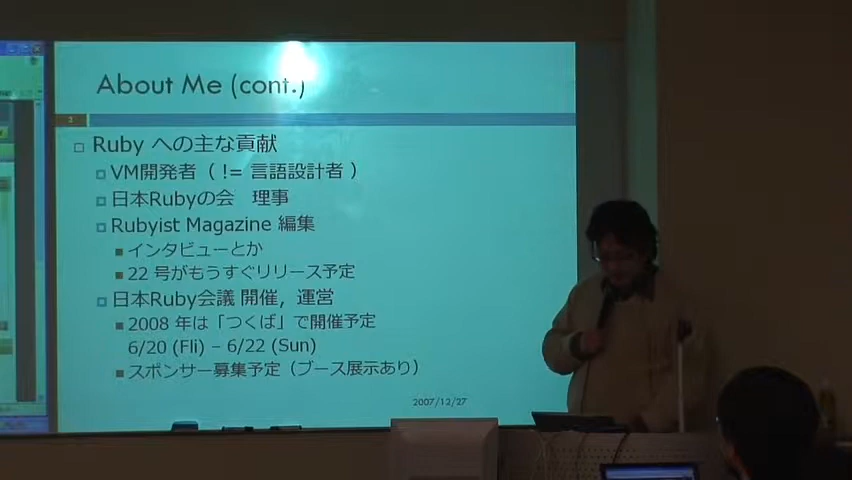 About Me (cont.)
3
Ruby への主な貢献
VM開発者（ != 言語設計者 ）
日本Rubyの会　理事
Rubyist Magazine 編集
インタビューとか
22 号がもうすぐリリース予定
日本Ruby会議 開催，運営
2008 年は「つくば」で開催予定
6/20 (Fli) – 6/22 (Sun)
スポンサー募集予定（ブース展示あり）
2007/12/27